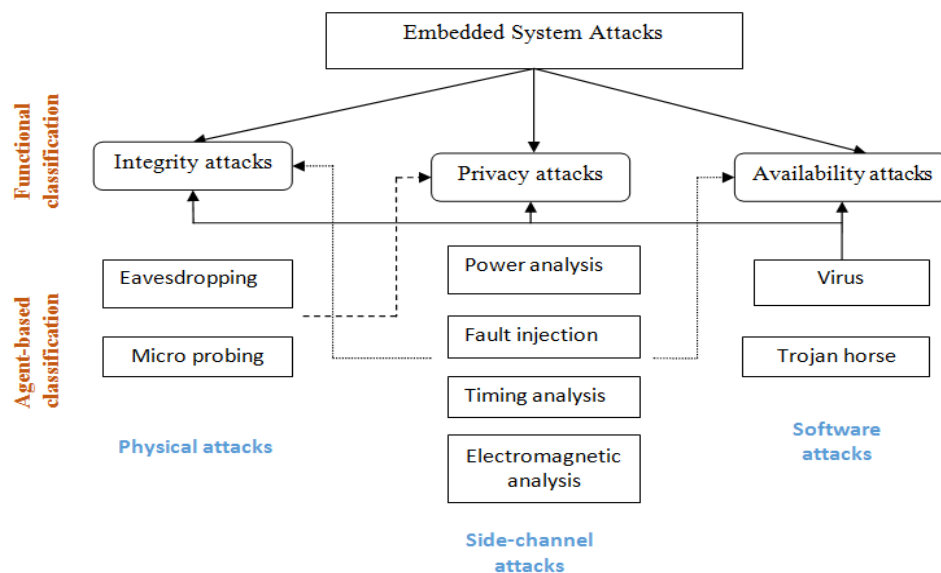 Embedded System Attacks
Functional
classification
Integrity attacks
Privacy attacks
Availability attacks
Agent-based
classification
Eavesdropping
Micro probing
Physical attacks
Power analysis
Fault injection
Timing analysis
Electromagnetic
analysis
Side-channel
attacks
Virus
Trojan horse
Software
attacks